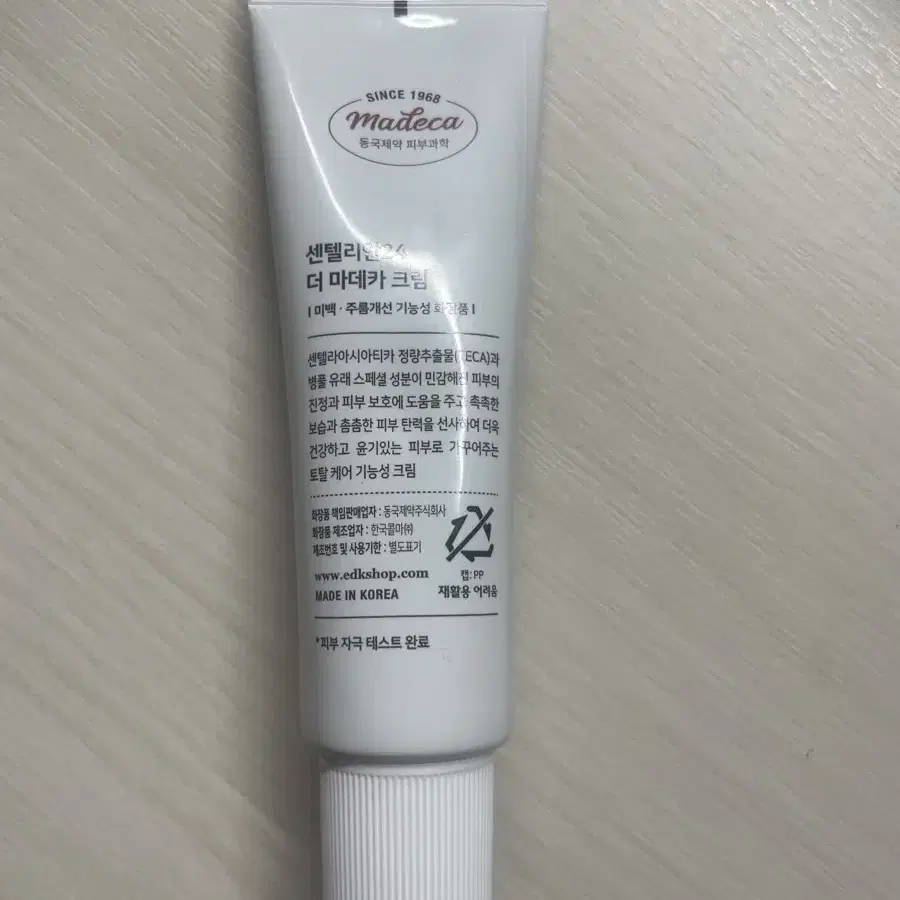 SINCE 1968
madeca
동국제약 피부과학
센텔리안24
더 마데카 크림
I 미백 · 주름개선 기능성 화장품 I
센텔라아시아티카 정량추출물(TECA)과
병풀 유래 스페셜 성분이 민감해진 피부의
진정과 피부 보호에 도움을 주고 촉촉한
보습과 촘촘한 피부 탄력을 선사하여 더욱
건강하고 윤기있는 피부로 가꾸어주는
토탈 케어 기능성 크림
화장품 책임판매업자 : 동국제약주식회사
화장품 제조업자 : 한국콜마㈜
제조번호 및 사용기한 : 별도표기
www.edkshop.com
MADE IN KOREA
캡: PP
재활용 어려움
*피부 자극 테스트 완료